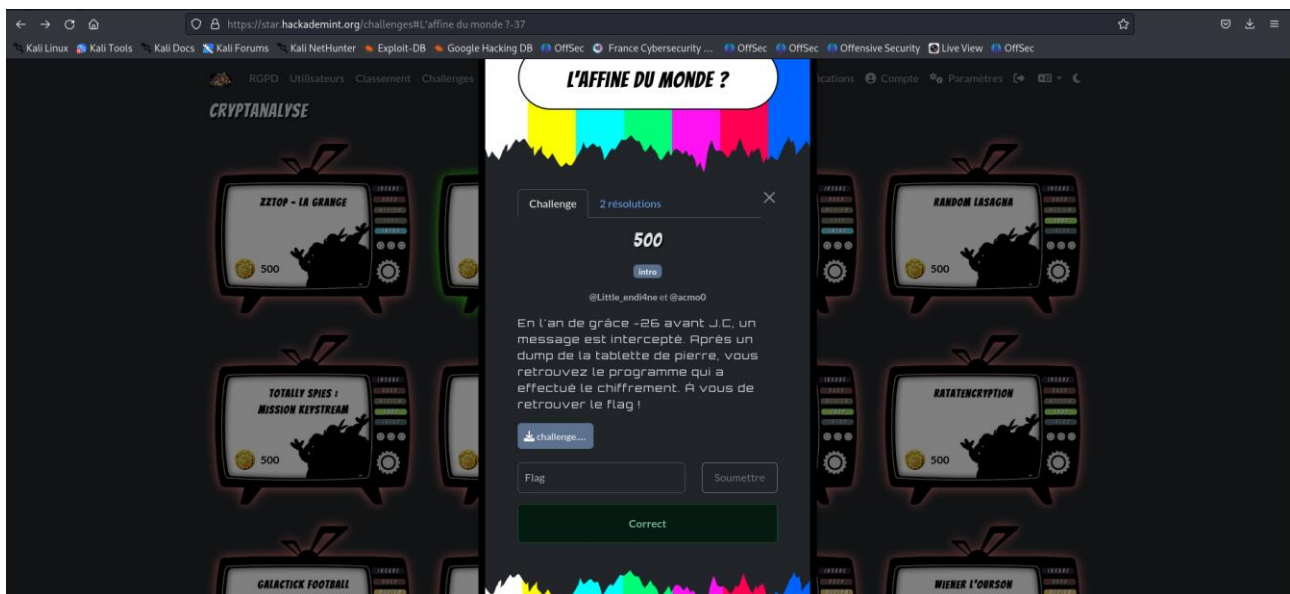 https://star.hackademint.org/challenges#L'affine du monde ?-37
Kali Linux Kali Tools Kali Docs Kali Forums Kali NetHunter Exploit-DB Google Hacking DB OffSec France Cybersecurity ... OffSec OffSec Offensive Security Live View OffSec
RGPD Utilisateurs Classement Challenges Compte Paramètres
L'AFFINE DU MONDE ?
CRYPTANALYSE
Challenge 2 résolutions
ZZTOP - LA GRANGE
RANDOM LASAGNA
500
intro
500
500
@Little_endi4ne et @acmo0
En l'an de grâce -26 avant J.C, un
message est intercepté. Après un
dump de la tablette de pierre, vous
retrouvez le programme qui a
effectué le chiffrement. À vous de
retrouver le flag !
TOTALLY SPIES :
MISSION KEYSTREAM
RATATENCRYPTION
challenge....
500
500
Flag
Soumettre
Correct
GALACTICK FOOTBALL
WIENER L'OURSON